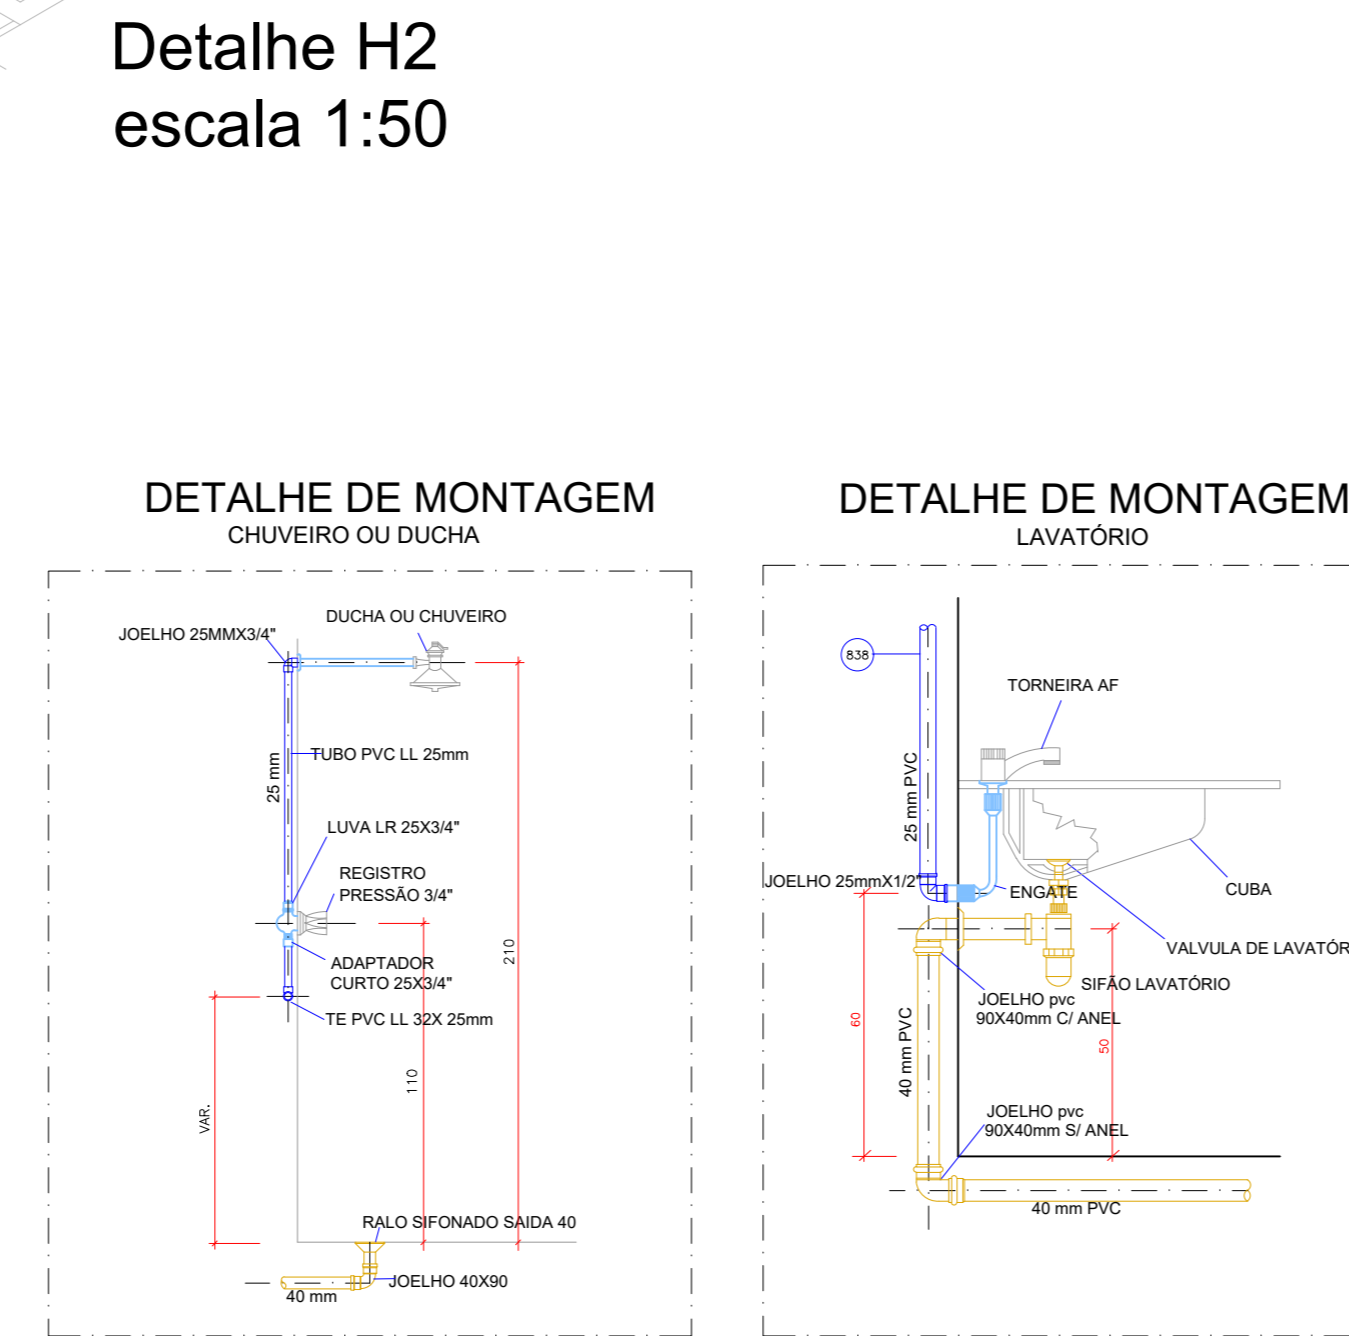 Detalhe H2
escala 1:50
DETALHE DE MONTAGEM
CHUVEIRO OU DUCHA
JOELHO 25MMX3/4"
DUCHA OU CHUVEIRO
25 mm
TUBO PVC LL 25mm
LUVA LR 25X3/4"
REGISTRO
PRESSÃO 3/4"
ADAPTADOR
CURTO 25X3/4"
TE PVC LL 32X 25mm
210
110
VAR.
RALO SIFONADO SAIDA 40
JOELHO 40X90
40 mm
DETALHE DE MONTAGEM
LAVATÓRIO
838
TORNEIRA AF
25 mm PVC
JOELHO 25mmX1/2"
ENGATE
CUBA
VALVULA DE LAVATÓR
SIFÃO LAVATÓRIO
JOELHO pvc
90X40mm C/ ANEL
60
40 mm PVC
50
JOELHO pvc
90X40mm S/ ANEL
40 mm PVC